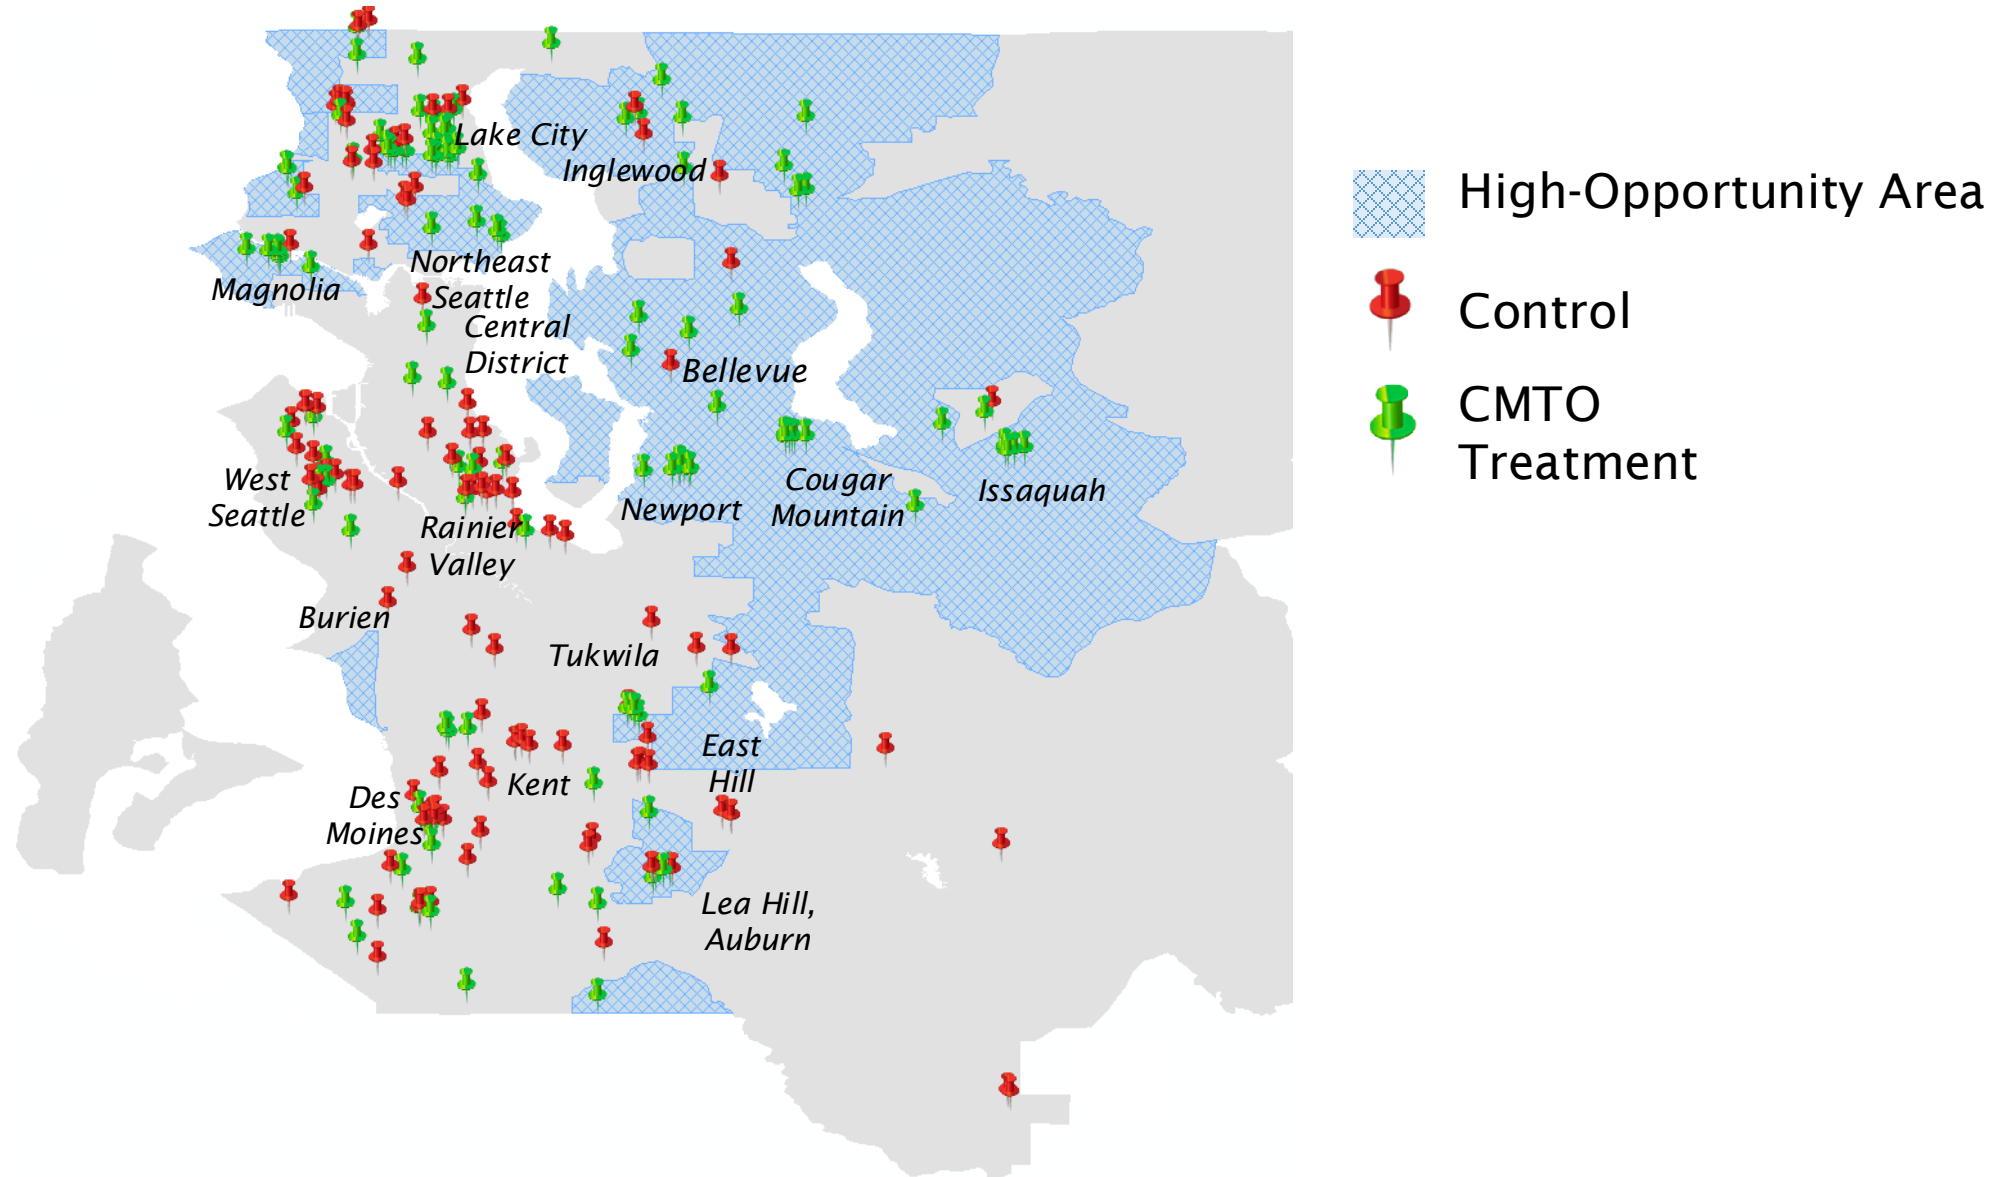 Lake City
Inglewood
Northeast
Seattle
Magnolia
Central
District
Bellevue
West
Seattle
Rainier
Valley
Newport
Cougar
Mountain
Issaquah
Burien
Tukwila
East
Hill
Kent
Des
Moines
Lea Hill,
Auburn
High-Opportunity Area
Control
CMTO
Treatment